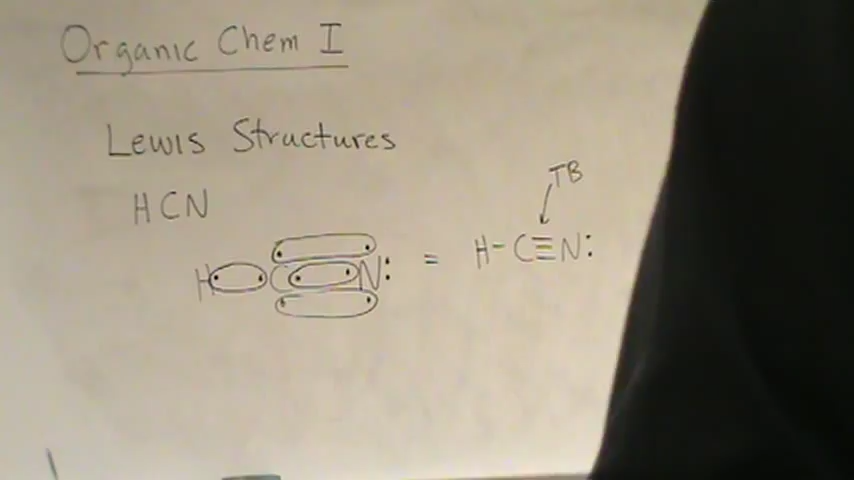 Organic Chem I
Lewis Structures
HCN
TB
H C N: = H-C≡N: